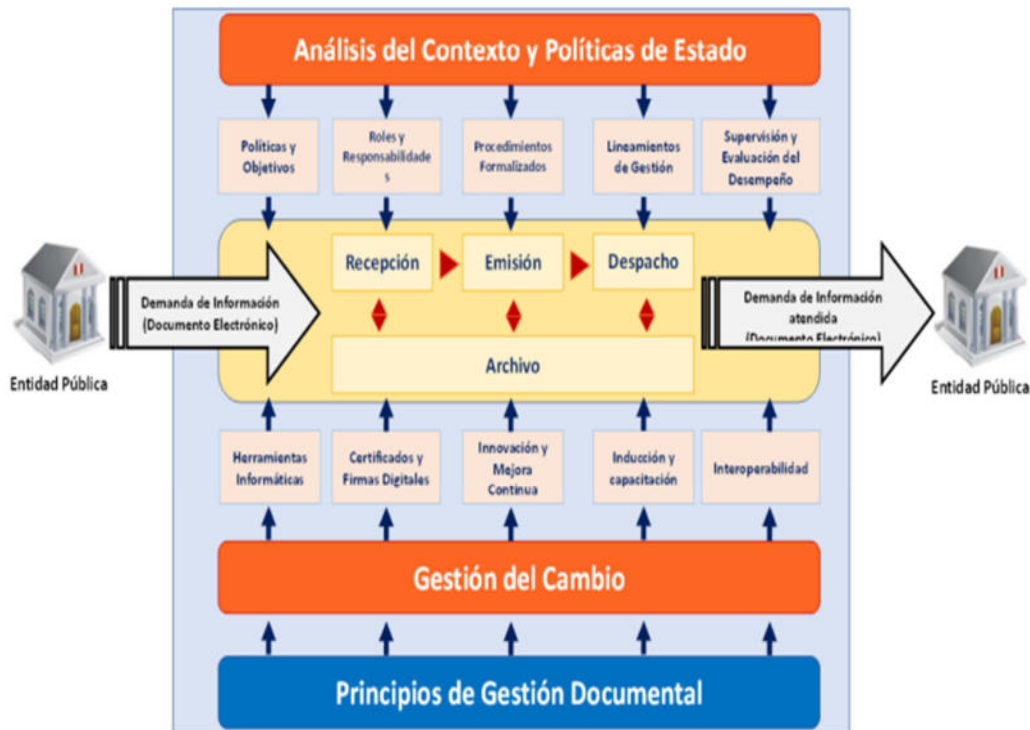 Análisis del Contexto y Políticas de Estado
Políticas y
Objetivos
Roles y
Responsabilidade
s
Procedimientos
Formalizados
Lineamientos
de Gestión
Supervisión y
Evaluación del
Desempeño
Recepción
Emisión
Despacho
Demanda de Información
(Documento Electrónico)
Demanda de Información
atendida
(Documento Electrónico)
Entidad Pública
Entidad Pública
Archivo
Herramientas
Informáticas
Certificados y
Firmas Digitales
Innovación y
Mejora
Continua
Inducción y
capacitación
Interoperabilidad
Gestión del Cambio
Principios de Gestión Documental